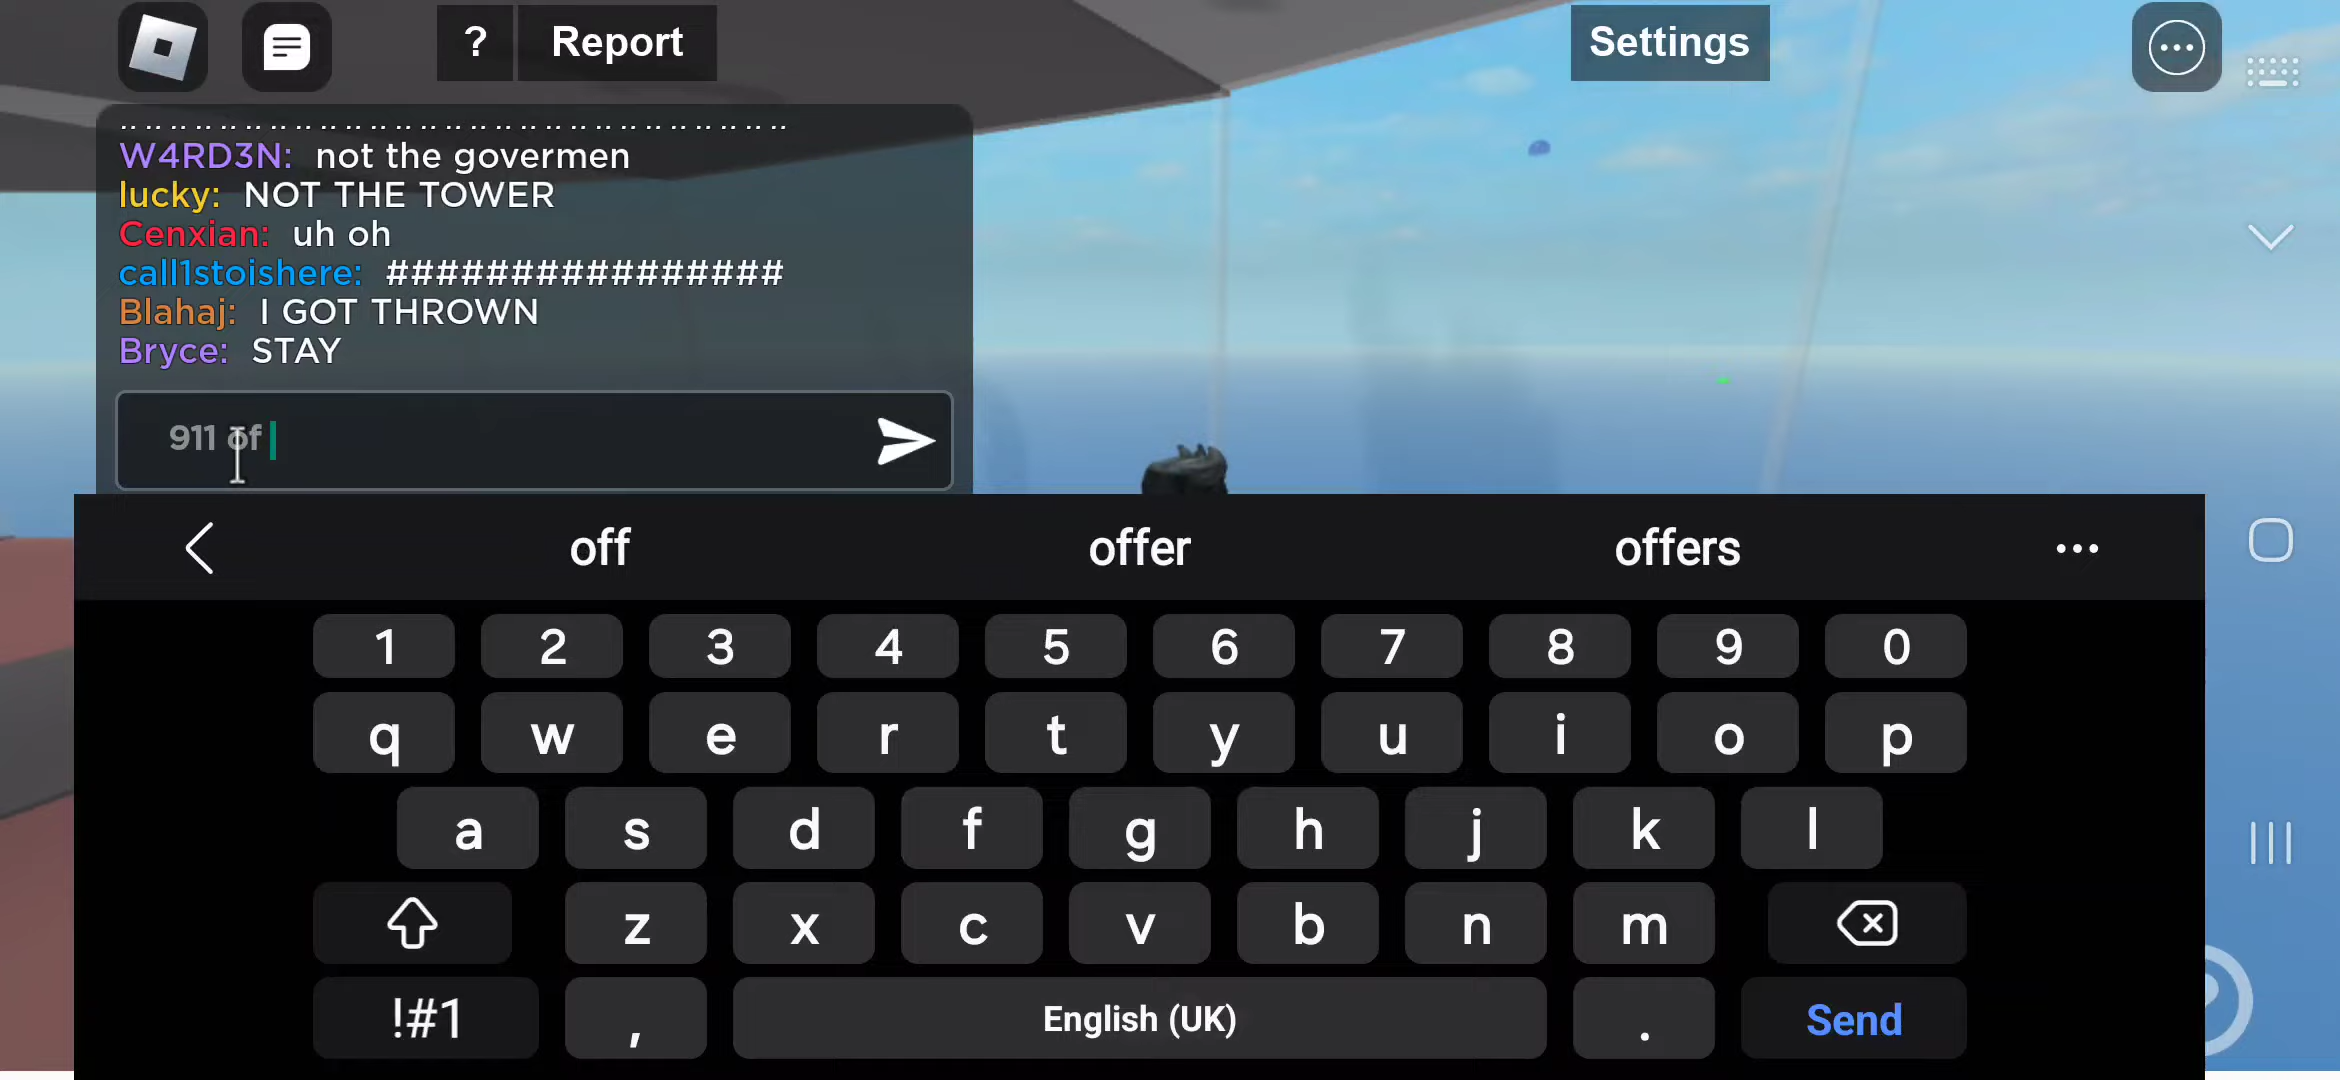 ? Report Settings
W4RD3N: not the govermen
lucky: NOT THE TOWER
Cenxian: uh oh
call1stoishere: ################
Blahaj: I GOT THROWN
Bryce: STAY
911 of
off offer offers
1 2 3 4 5 6 7 8 9 0
q w e r t y u i o p
a s d f g h j k l
z x c v b n m
!#1 , English (UK) . Send